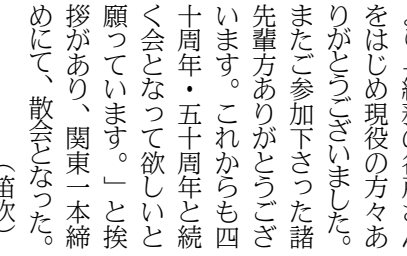 をはじめ現役の方々あ
りがとうございました。
またご参加下さった諸
先輩方ありがとうござ
います。これからも四
十周年・五十周年と続
く会となって欲しいと
願っています。」と挨
拶があり、関東一本締
めにて、散会となった。
（笛吹）